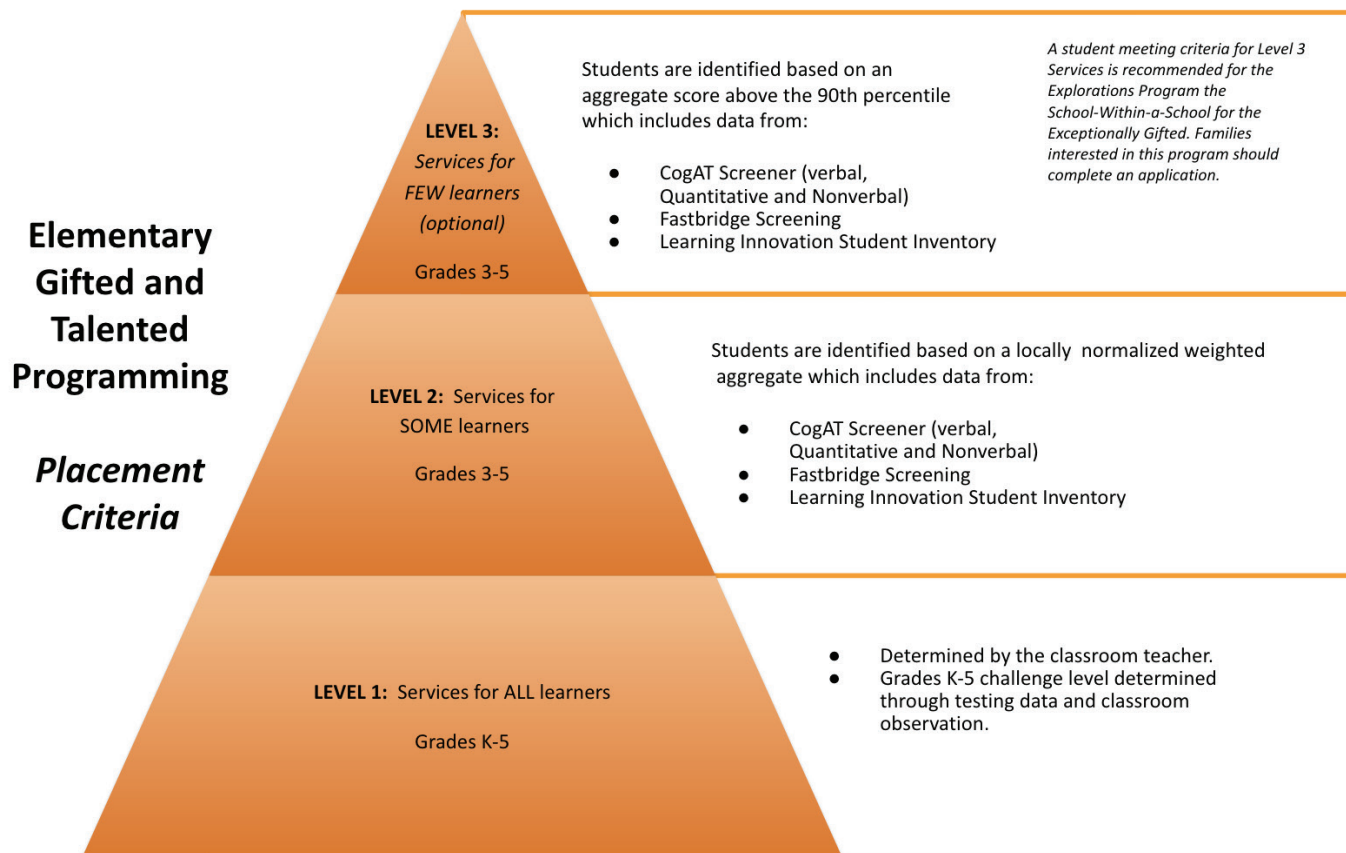 Elementary
Gifted and
Talented
Programming
Placement
Criteria
LEVEL 3:
Services for
FEW learners
(optional)
Grades 3-5
Students are identified based on an
aggregate score above the 90th percentile
which includes data from:
● CogAT Screener (verbal,
Quantitative and Nonverbal)
● Fastbridge Screening
● Learning Innovation Student Inventory
A student meeting criteria for Level 3
Services is recommended for the
Explorations Program the
School-Within-a-School for the
Exceptionally Gifted. Families
interested in this program should
complete an application.
LEVEL 2: Services for
SOME learners
Grades 3-5
Students are identified based on a locally normalized weighted
aggregate which includes data from:
● CogAT Screener (verbal,
Quantitative and Nonverbal)
● Fastbridge Screening
● Learning Innovation Student Inventory
LEVEL 1: Services for ALL learners
Grades K-5
● Determined by the classroom teacher.
● Grades K-5 challenge level determined
through testing data and classroom
observation.